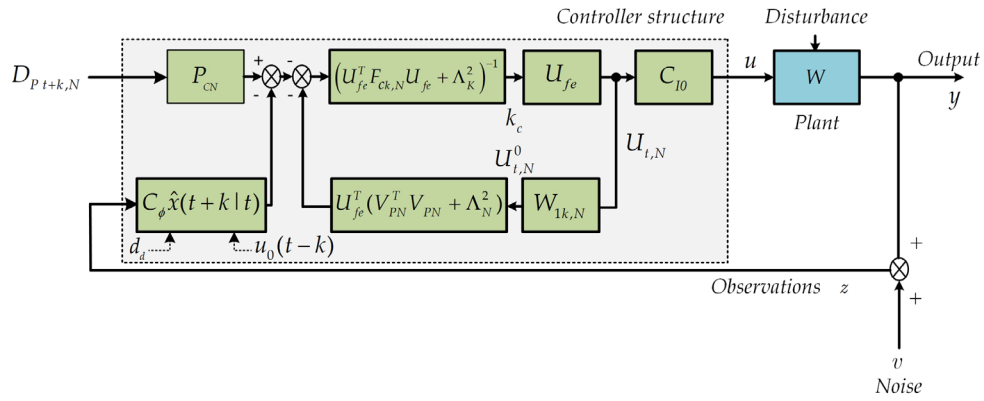 Controller structure
Disturbance
D_{P t+k,N}
P_{CN}
+
-
-
-
(U_{fe}^T F_{Ck,N} U_{fe} + Λ_K^2)^{-1}
U_{fe}
C_{I0}
u
W
Output
y
Plant
k_c
U_{t,N}^0
U_{t,N}
C_ϕ x̂(t+k|t)
U_{fe}^T (V_{PN}^T V_{PN} + Λ_N^2)
W_{1k,N}
d_d
u_0(t−k)
+
+
Observations z
v
Noise